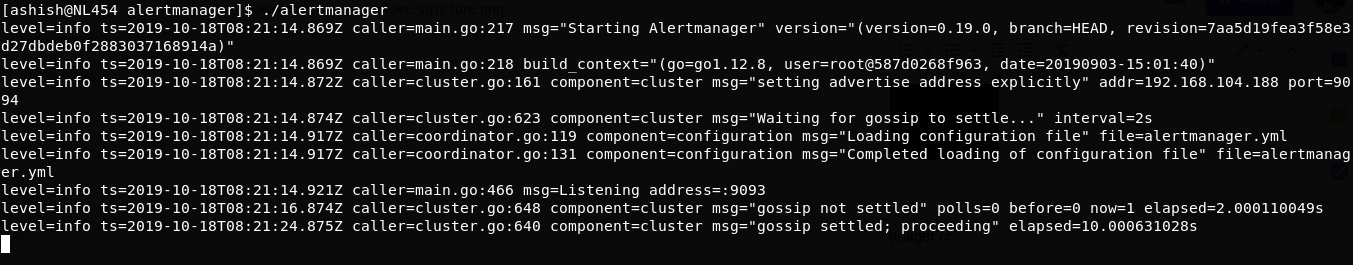 [ashish@NL454 alertmanager]$ ./alertmanager
level=info ts=2019-10-18T08:21:14.869Z caller=main.go:217 msg="Starting Alertmanager" version="(version=0.19.0, branch=HEAD, revision=7aa5d19fea3f58e3
d27dbdeb0f2883037168914a)"
level=info ts=2019-10-18T08:21:14.869Z caller=main.go:218 build_context="(go=go1.12.8, user=root@587d0268f963, date=20190903-15:01:40)"
level=info ts=2019-10-18T08:21:14.872Z caller=cluster.go:161 component=cluster msg="setting advertise address explicitly" addr=192.168.104.188 port=90
94
level=info ts=2019-10-18T08:21:14.874Z caller=cluster.go:623 component=cluster msg="Waiting for gossip to settle..." interval=2s
level=info ts=2019-10-18T08:21:14.917Z caller=coordinator.go:119 component=configuration msg="Loading configuration file" file=alertmanager.yml
level=info ts=2019-10-18T08:21:14.917Z caller=coordinator.go:131 component=configuration msg="Completed loading of configuration file" file=alertmanag
er.yml
level=info ts=2019-10-18T08:21:14.921Z caller=main.go:466 msg=Listening address=:9093
level=info ts=2019-10-18T08:21:16.874Z caller=cluster.go:648 component=cluster msg="gossip not settled" polls=0 before=0 now=1 elapsed=2.000110049s
level=info ts=2019-10-18T08:21:24.875Z caller=cluster.go:640 component=cluster msg="gossip settled; proceeding" elapsed=10.000631028s